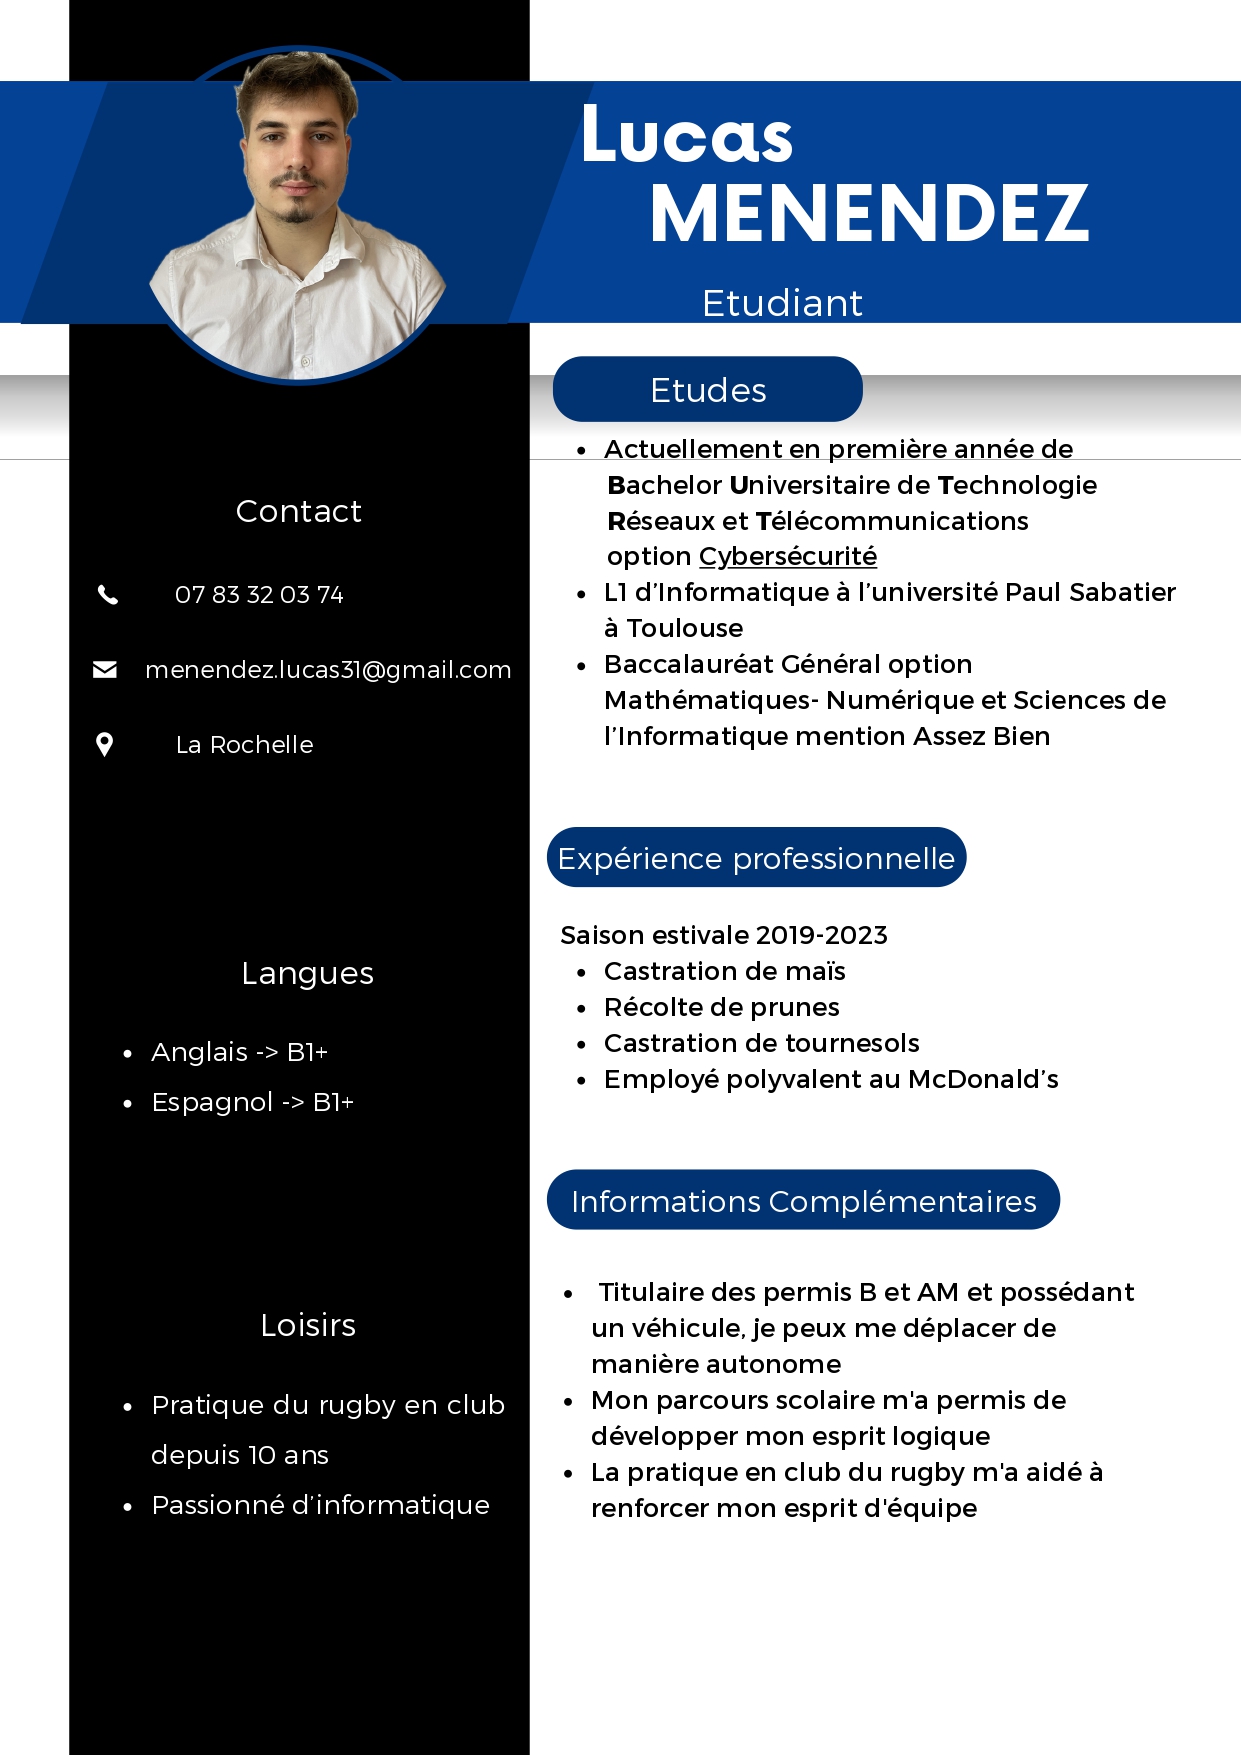 Lucas
MENENDEZ
Etudiant
Contact
07 83 32 03 74
menendez.lucas31@gmail.com
La Rochelle
Langues
• Anglais -> B1+
• Espagnol -> B1+
Loisirs
• Pratique du rugby en club
depuis 10 ans
• Passionné d’informatique
Etudes
• Actuellement en première année de
Bachelor Universitaire de Technologie
Réseaux et Télécommunications
option Cybersécurité
• L1 d’Informatique à l’université Paul Sabatier
à Toulouse
• Baccalauréat Général option
Mathématiques- Numérique et Sciences de
l’Informatique mention Assez Bien
Expérience professionnelle
Saison estivale 2019-2023
• Castration de maïs
• Récolte de prunes
• Castration de tournesols
• Employé polyvalent au McDonald’s
Informations Complémentaires
• Titulaire des permis B et AM et possédant
un véhicule, je peux me déplacer de
manière autonome
• Mon parcours scolaire m'a permis de
développer mon esprit logique
• La pratique en club du rugby m'a aidé à
renforcer mon esprit d'équipe